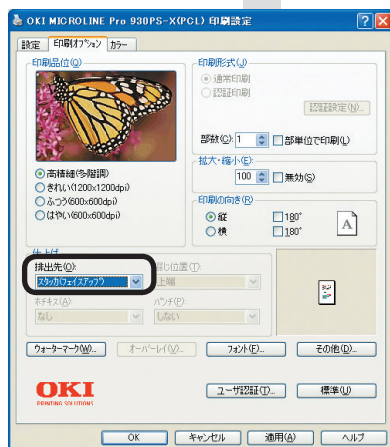 OKI MICROLINE Pro 930PS-X(PCL) 印刷設定
設定 印刷オプション カラー
印刷品位(Q)
高精細(多階調)
きれい(1200x1200dpi)
ふつう(600x600dpi)
はやい(600x600dpi)
印刷形式(J)
通常印刷
認証印刷
認証設定(N)...
部数(C): 1 部単位で印刷(L)
拡大・縮小(E):
100 無効(S)
印刷の向き(R)
縦 180°
横 180°
A
仕上げ
排出先(O):
スタッカ(フェイスアップ)
綴じ位置(T):
上端
ホチキス(A):
なし
パンチ(P):
しない
ウォーターマーク(W)...
オーバーレイ(V)...
フォント(F)...
その他(D)...
OKI
PRINTING SOLUTIONS
ユーザ認証(T)...
標準(U)
OK
キャンセル
適用(A)
ヘルプ